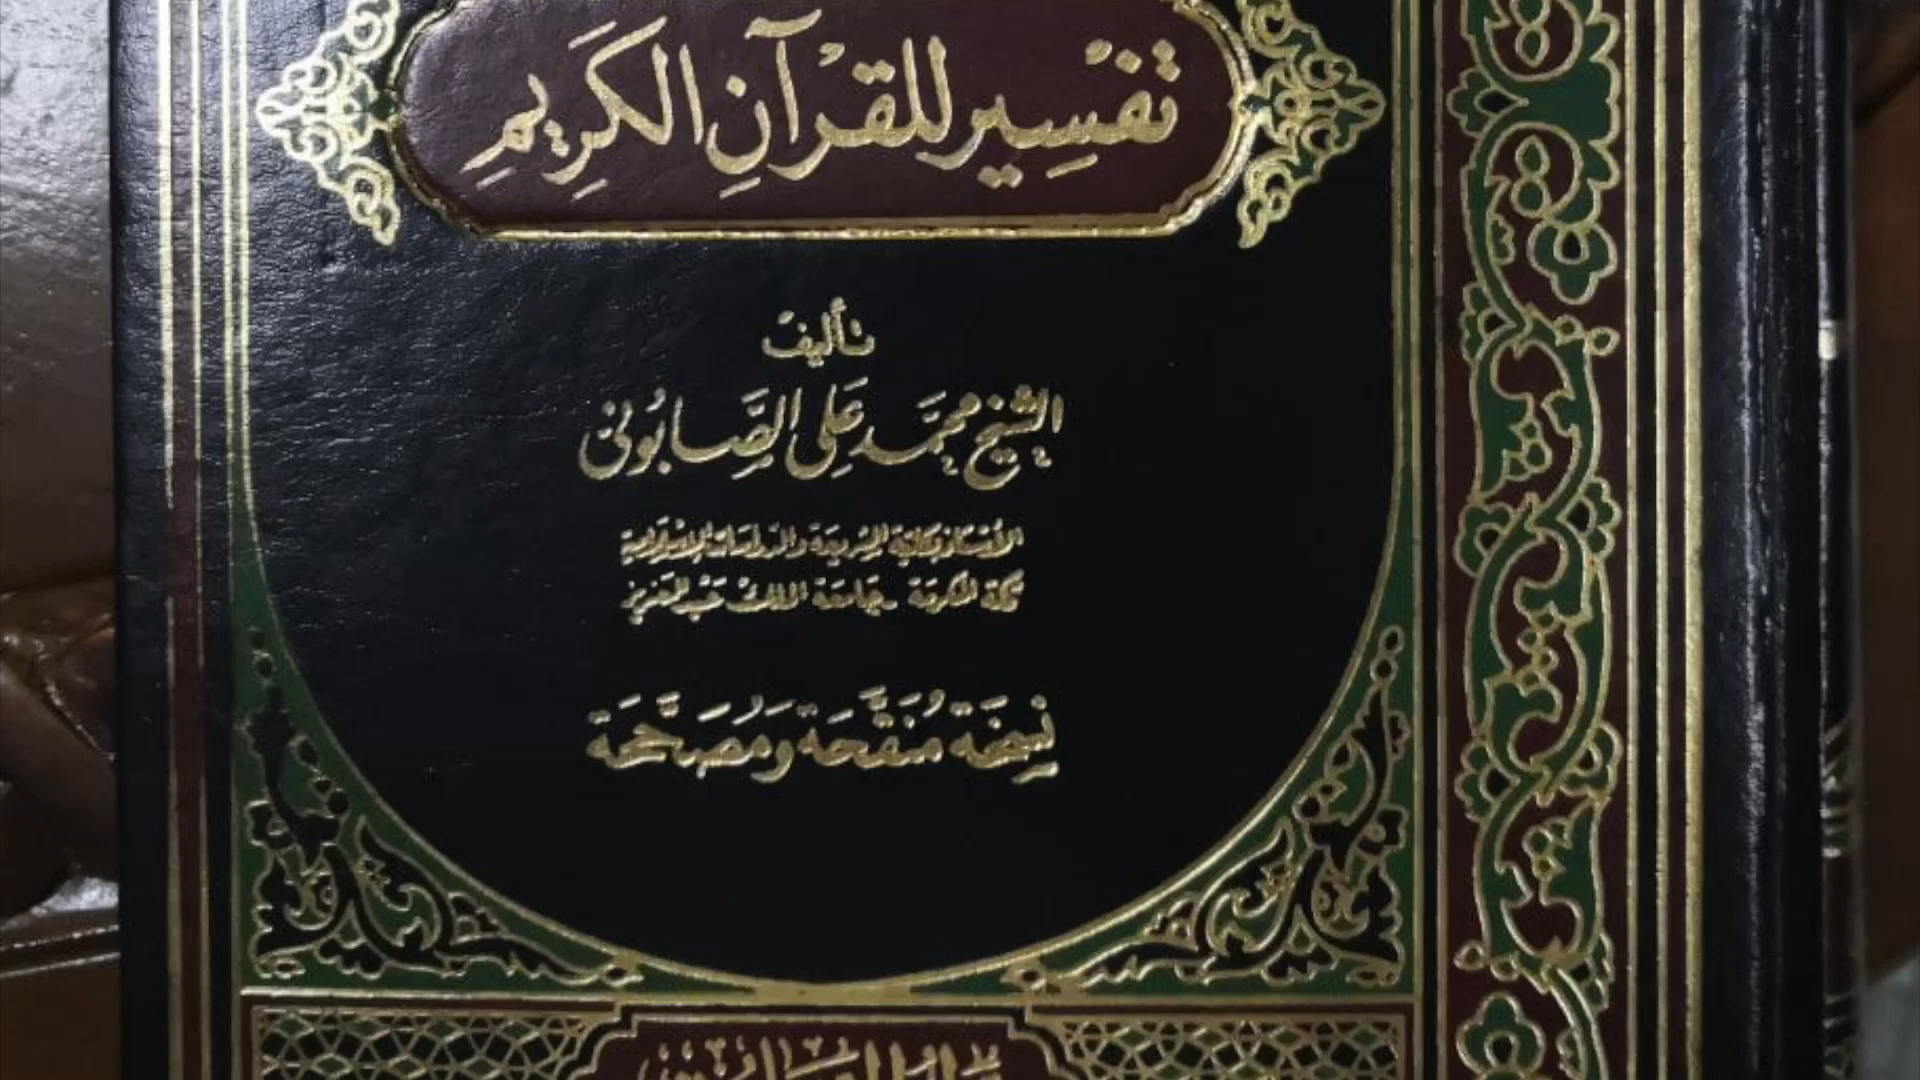 تفسير للقرآن الكريم
تأليف
الشيخ محمد علي الصابوني
الأستاذ بكلية الشريعة والدراسات الإسلامية
مكة المكرمة - جامعة الملك عبد العزيز
نسخة منقحة ومصححة